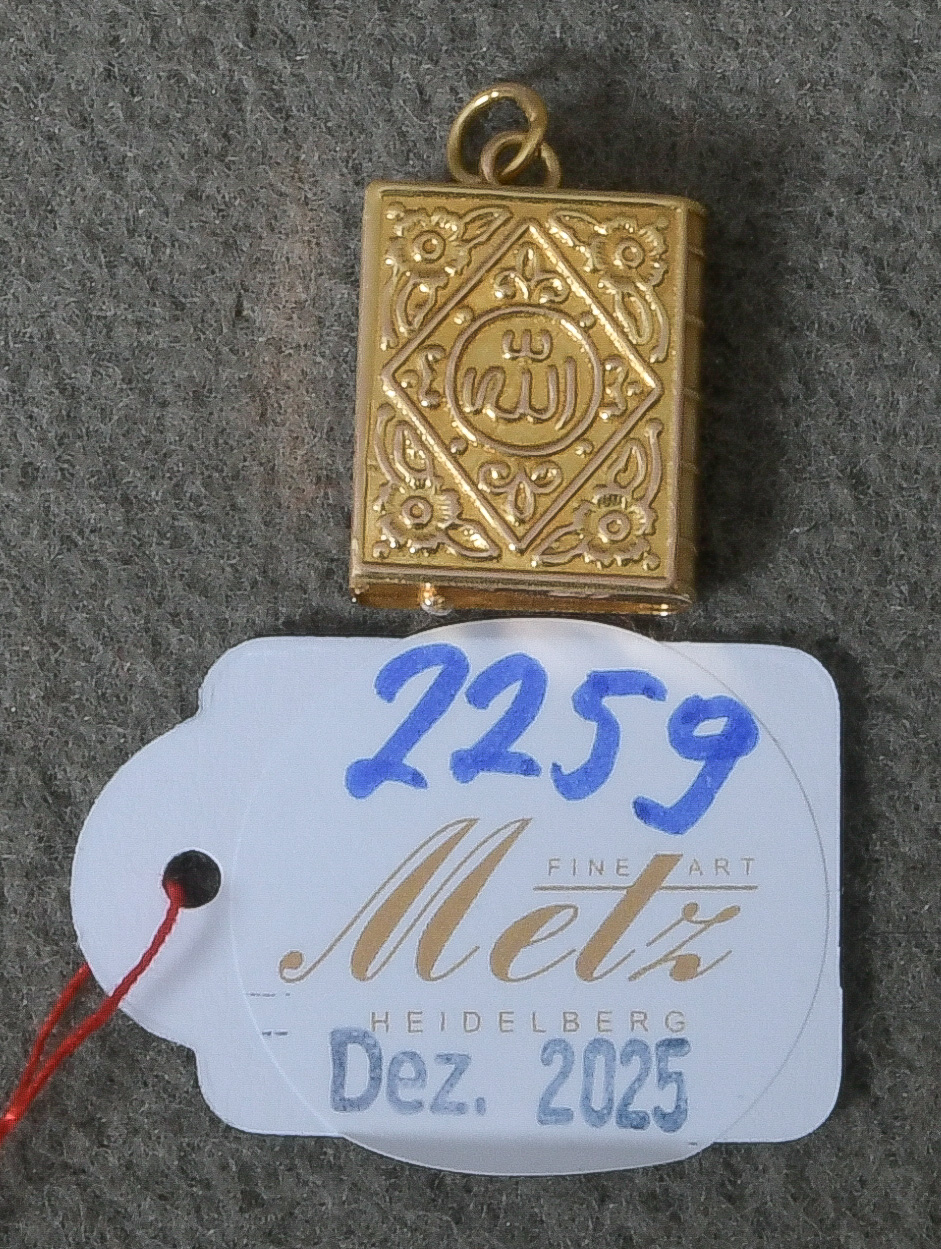 الله
2259
FINE ART
Metz
HEIDELBERG
Dez. 2025